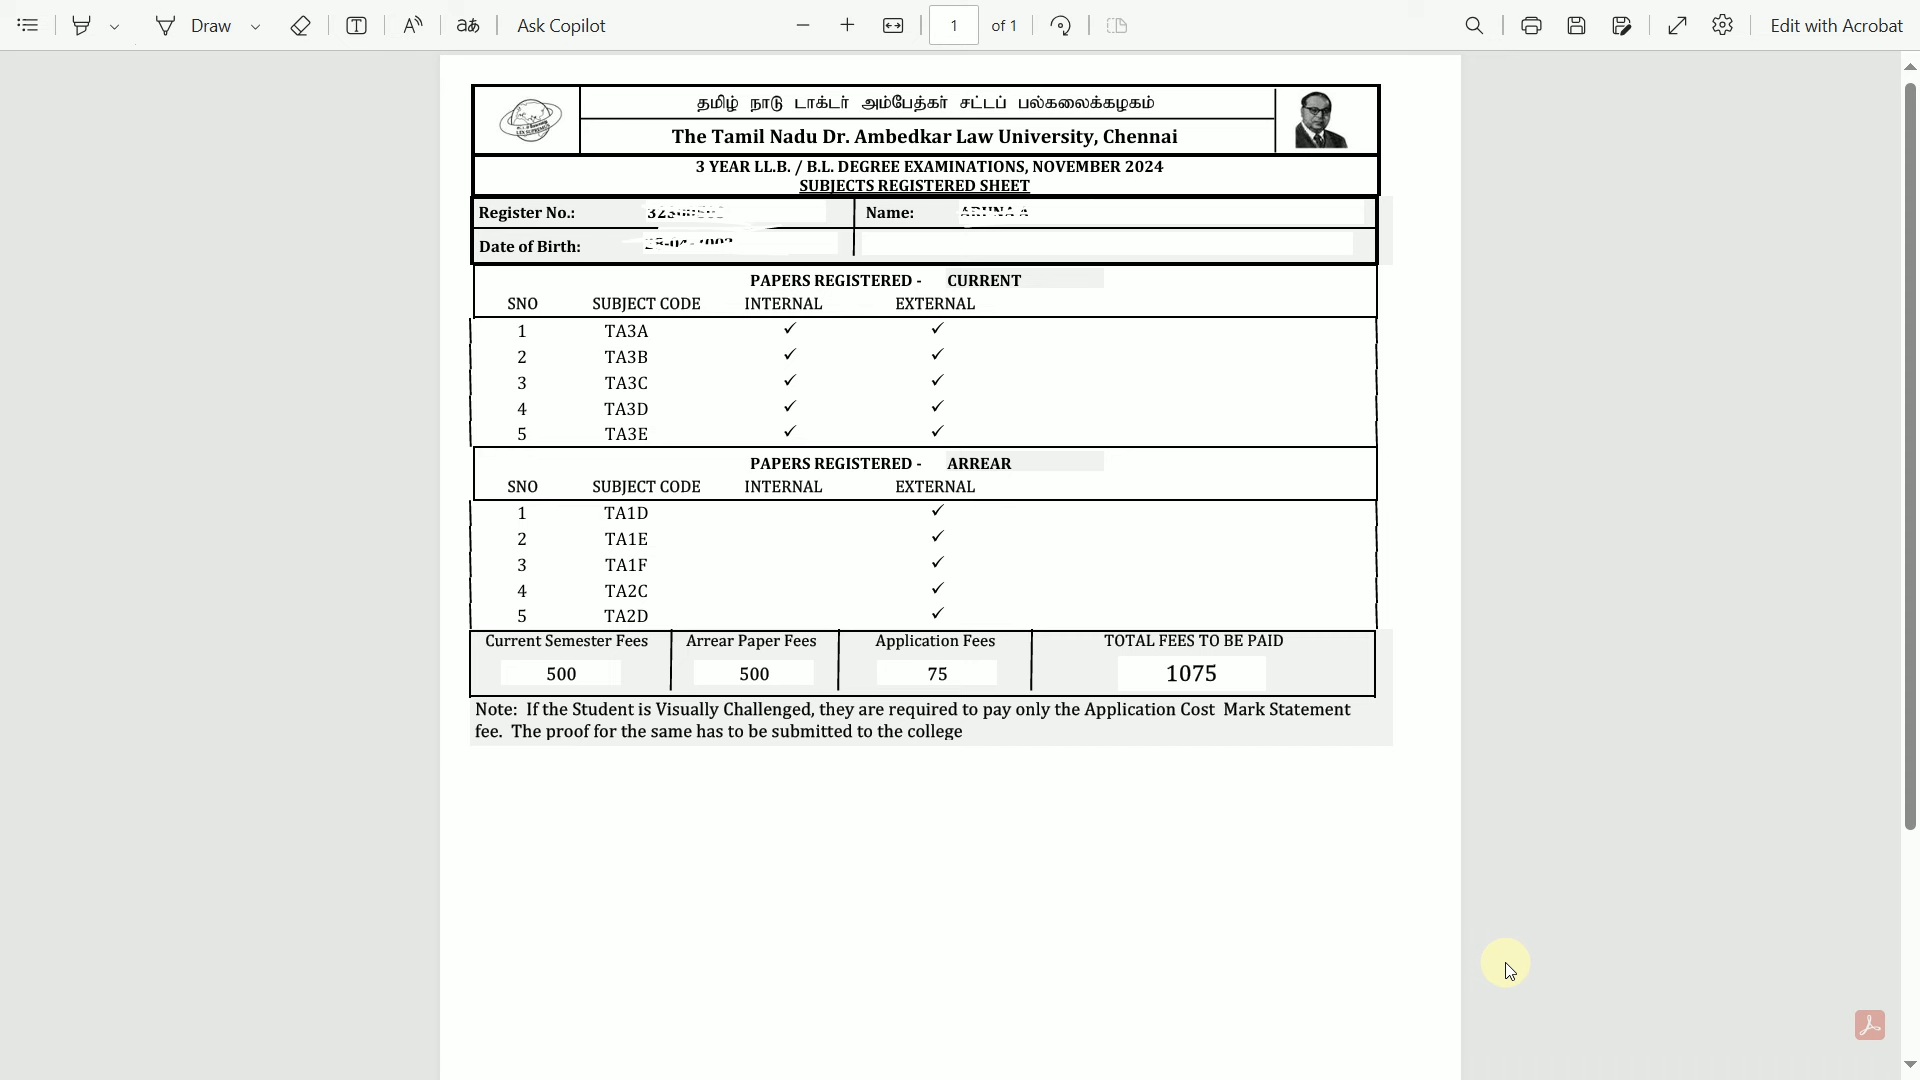 Draw
Ask Copilot
1 of 1
Edit with Acrobat
தமிழ் நாடு டாக்டர் அம்பேத்கர் சட்டப் பல்கலைக்கழகம்
The Tamil Nadu Dr. Ambedkar Law University, Chennai
3 YEAR LL.B. / B.L. DEGREE EXAMINATIONS, NOVEMBER 2024
SUBJECTS REGISTERED SHEET
Register No.: Name:
Date of Birth:
PAPERS REGISTERED - CURRENT
SNO SUBJECT CODE INTERNAL EXTERNAL
1 TA3A ✓ ✓
2 TA3B ✓ ✓
3 TA3C ✓ ✓
4 TA3D ✓ ✓
5 TA3E ✓ ✓
PAPERS REGISTERED - ARREAR
SNO SUBJECT CODE INTERNAL EXTERNAL
1 TA1D ✓
2 TA1E ✓
3 TA1F ✓
4 TA2C ✓
5 TA2D ✓
Current Semester Fees Arrear Paper Fees Application Fees TOTAL FEES TO BE PAID
500 500 75 1075
Note: If the Student is Visually Challenged, they are required to pay only the Application Cost Mark Statement
fee. The proof for the same has to be submitted to the college